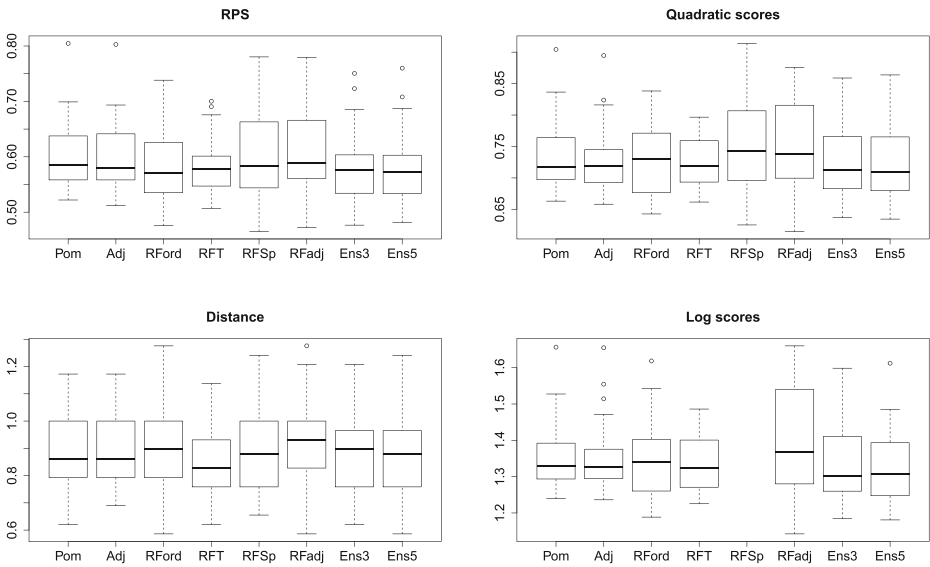 RPS
0.80
0.70
0.60
0.50
Pom Adj RFord RFT RFSp RFadj Ens3 Ens5
Quadratic scores
0.85
0.75
0.65
Pom Adj RFord RFT RFSp RFadj Ens3 Ens5
Distance
1.2
1.0
0.8
0.6
Pom Adj RFord RFT RFSp RFadj Ens3 Ens5
Log scores
1.6
1.5
1.4
1.3
1.2
Pom Adj RFord RFT RFSp RFadj Ens3 Ens5